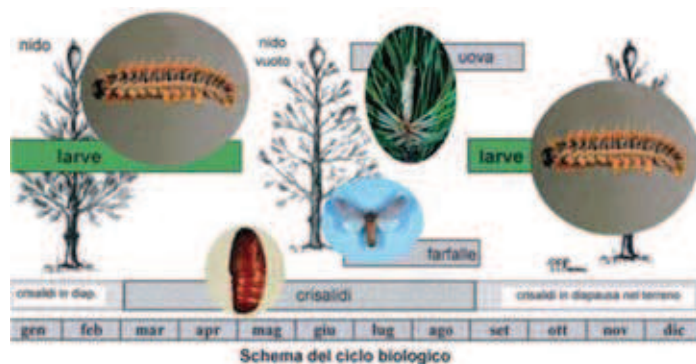 nido
nido
vuoto
uova
larve
larve
farfalle
crisalidi in diap.
crisalidi
crisalidi in diapausa nel terreno
gen feb mar apr mag giu lug ago set ott nov dic
Schema del ciclo biologico